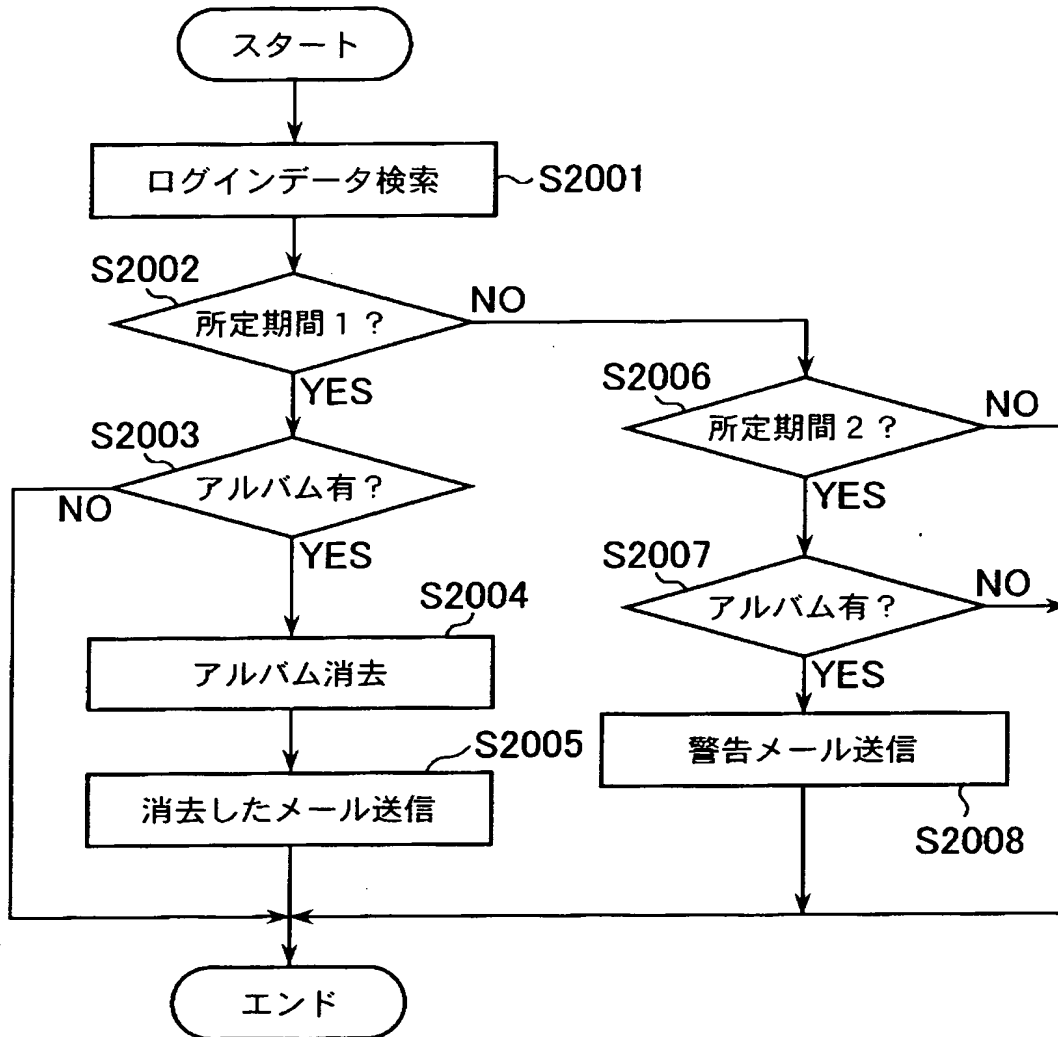 スタート
ログインデータ検索
S2001
S2002
所定期間1?
NO
YES
S2003
アルバム有?
NO
YES
S2004
アルバム消去
S2005
消去したメール送信
S2006
所定期間2?
NO
YES
S2007
アルバム有?
NO
YES
警告メール送信
S2008
エンド